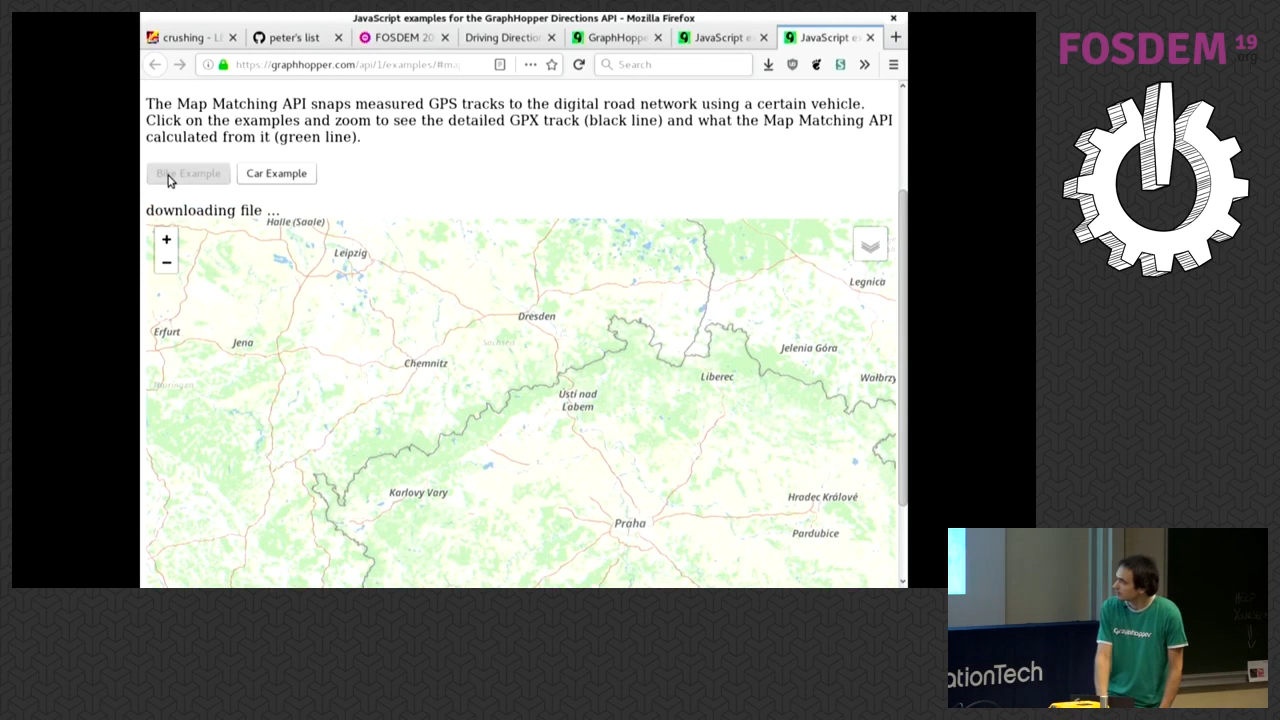 JavaScript examples for the GraphHopper Directions API - Mozilla Firefox
crushing - L
peter's list
FOSDEM 20
Driving Directio
GraphHoppe
JavaScript e
JavaScript e
https://graphhopper.com/api/1/examples/#m
Search
The Map Matching API snaps measured GPS tracks to the digital road network using a certain vehicle.
Click on the examples and zoom to see the detailed GPX track (black line) and what the Map Matching API
calculated from it (green line).
Bike Example
Car Example
downloading file ...
Halle (Saale)
+
−
Leipzig
Legnica
Dresden
Erfurt
Jena
Sachsen
Chemnitz
Jelenia Góra
Liberec
Wałbrzy
Thüringen
Ústí nad
Labem
Karlovy Vary
Hradec Králové
Praha
Pardubice
FOSDEM 19
.org
GraphHopper
ationTech
HELP